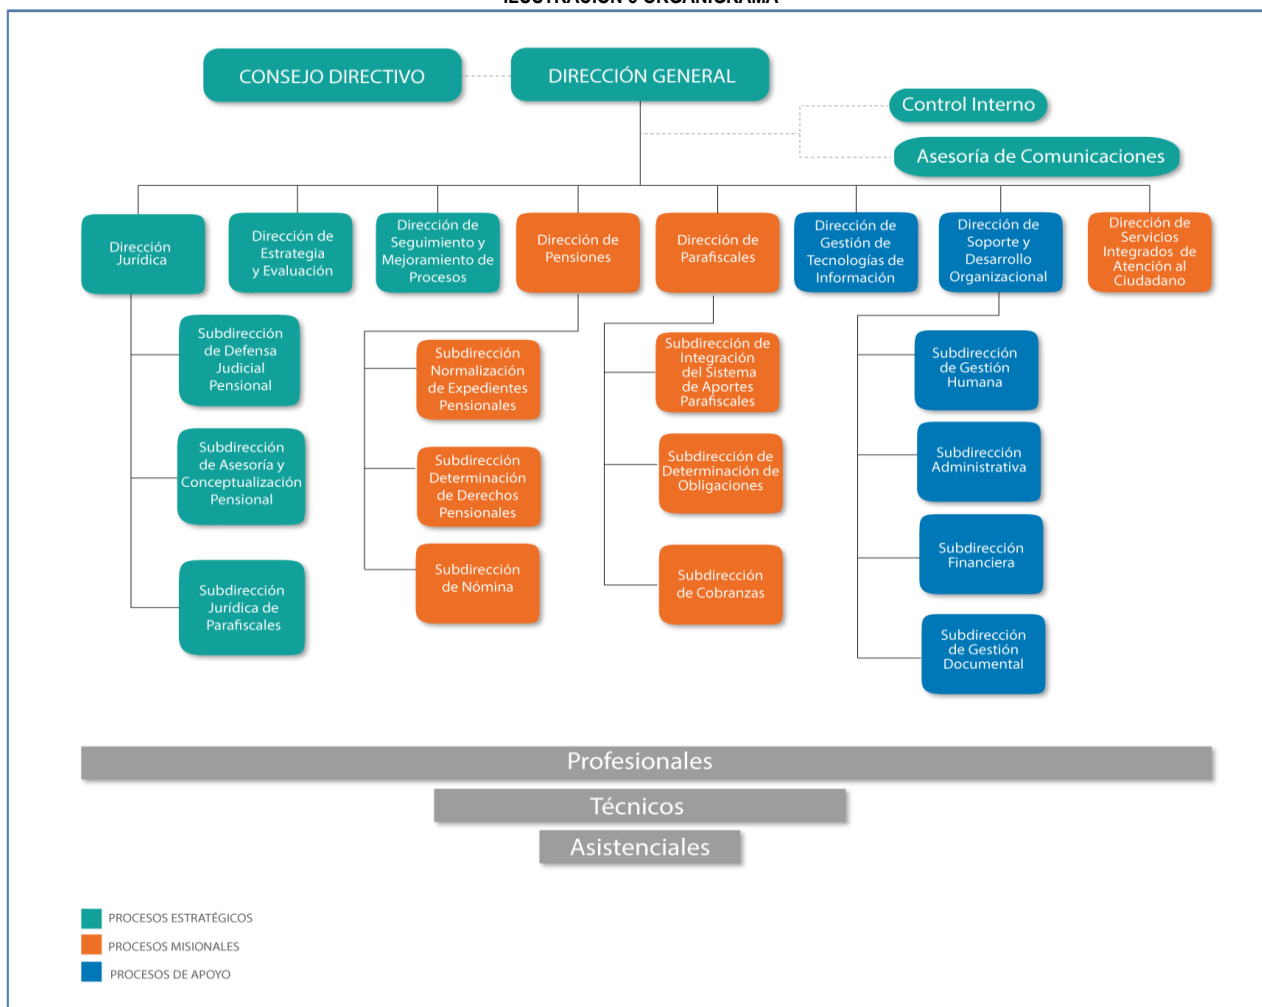 ILUSTRACIÓN 6 ORGANIGRAMA
CONSEJO DIRECTIVO
DIRECCIÓN GENERAL
Control Interno
Asesoría de Comunicaciones
Dirección
Jurídica
Dirección de
Estrategia
y Evaluación
Dirección de
Seguimiento y
Mejoramiento de
Procesos
Dirección de
Pensiones
Dirección de
Parafiscales
Dirección de
Gestión de
Tecnologías de
Información
Dirección de
Soporte y
Desarrollo
Organizacional
Dirección de
Servicios
Integrados de
Atención al
Ciudadano
Subdirección
de Defensa
Judicial
Pensional
Subdirección
de Asesoría y
Conceptualización
Pensional
Subdirección
Jurídica de
Parafiscales
Subdirección
Normalización
de Expedientes
Pensionales
Subdirección
Determinación
de Derechos
Pensionales
Subdirección
de Nómina
Subdirección de
Integración
del Sistema
de Aportes
Parafiscales
Subdirección de
Determinación de
Obligaciones
Subdirección
de Cobranzas
Subdirección
de Gestión
Humana
Subdirección
Administrativa
Subdirección
Financiera
Subdirección
de Gestión
Documental
Profesionales
Técnicos
Asistenciales
PROCESOS ESTRATÉGICOS
PROCESOS MISIONALES
PROCESOS DE APOYO